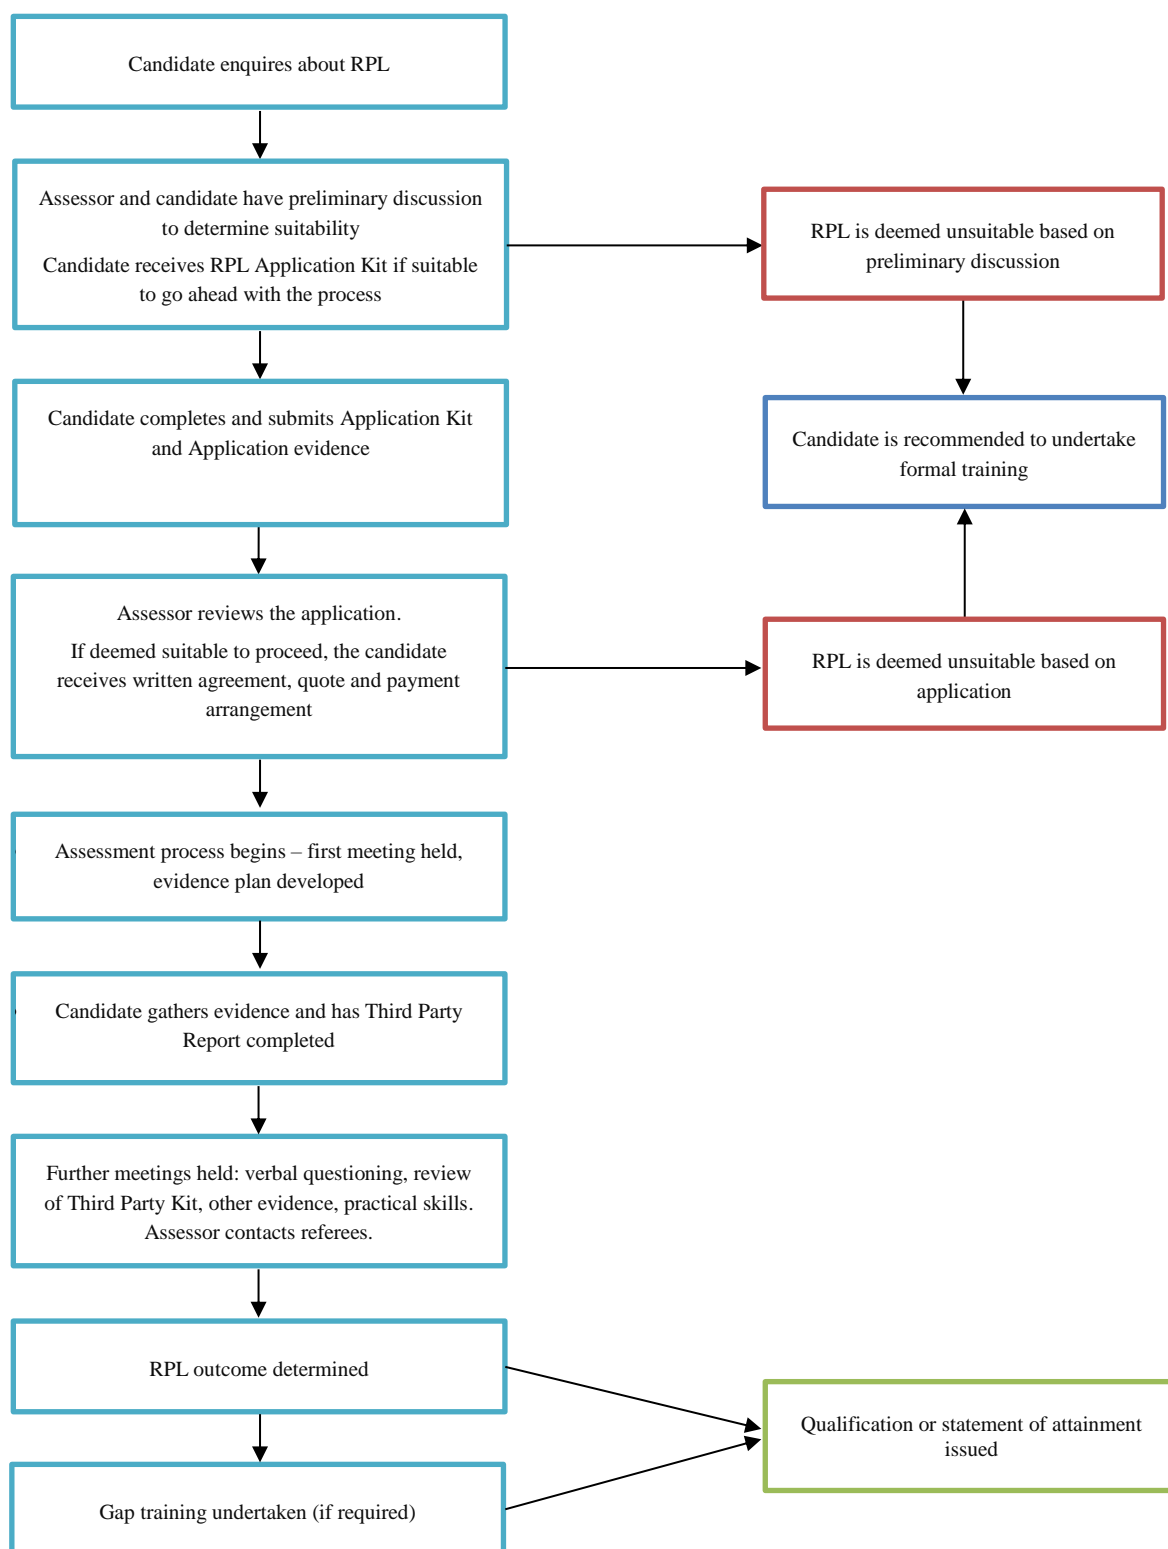 Candidate enquires about RPL
Assessor and candidate have preliminary discussion
to determine suitability
Candidate receives RPL Application Kit if suitable
to go ahead with the process
RPL is deemed unsuitable based on
preliminary discussion
Candidate completes and submits Application Kit
and Application evidence
Candidate is recommended to undertake
formal training
Assessor reviews the application.
If deemed suitable to proceed, the candidate
receives written agreement, quote and payment
arrangement
RPL is deemed unsuitable based on
application
Assessment process begins – first meeting held,
evidence plan developed
Candidate gathers evidence and has Third Party
Report completed
Further meetings held: verbal questioning, review
of Third Party Kit, other evidence, practical skills.
Assessor contacts referees.
RPL outcome determined
Qualification or statement of attainment
issued
Gap training undertaken (if required)